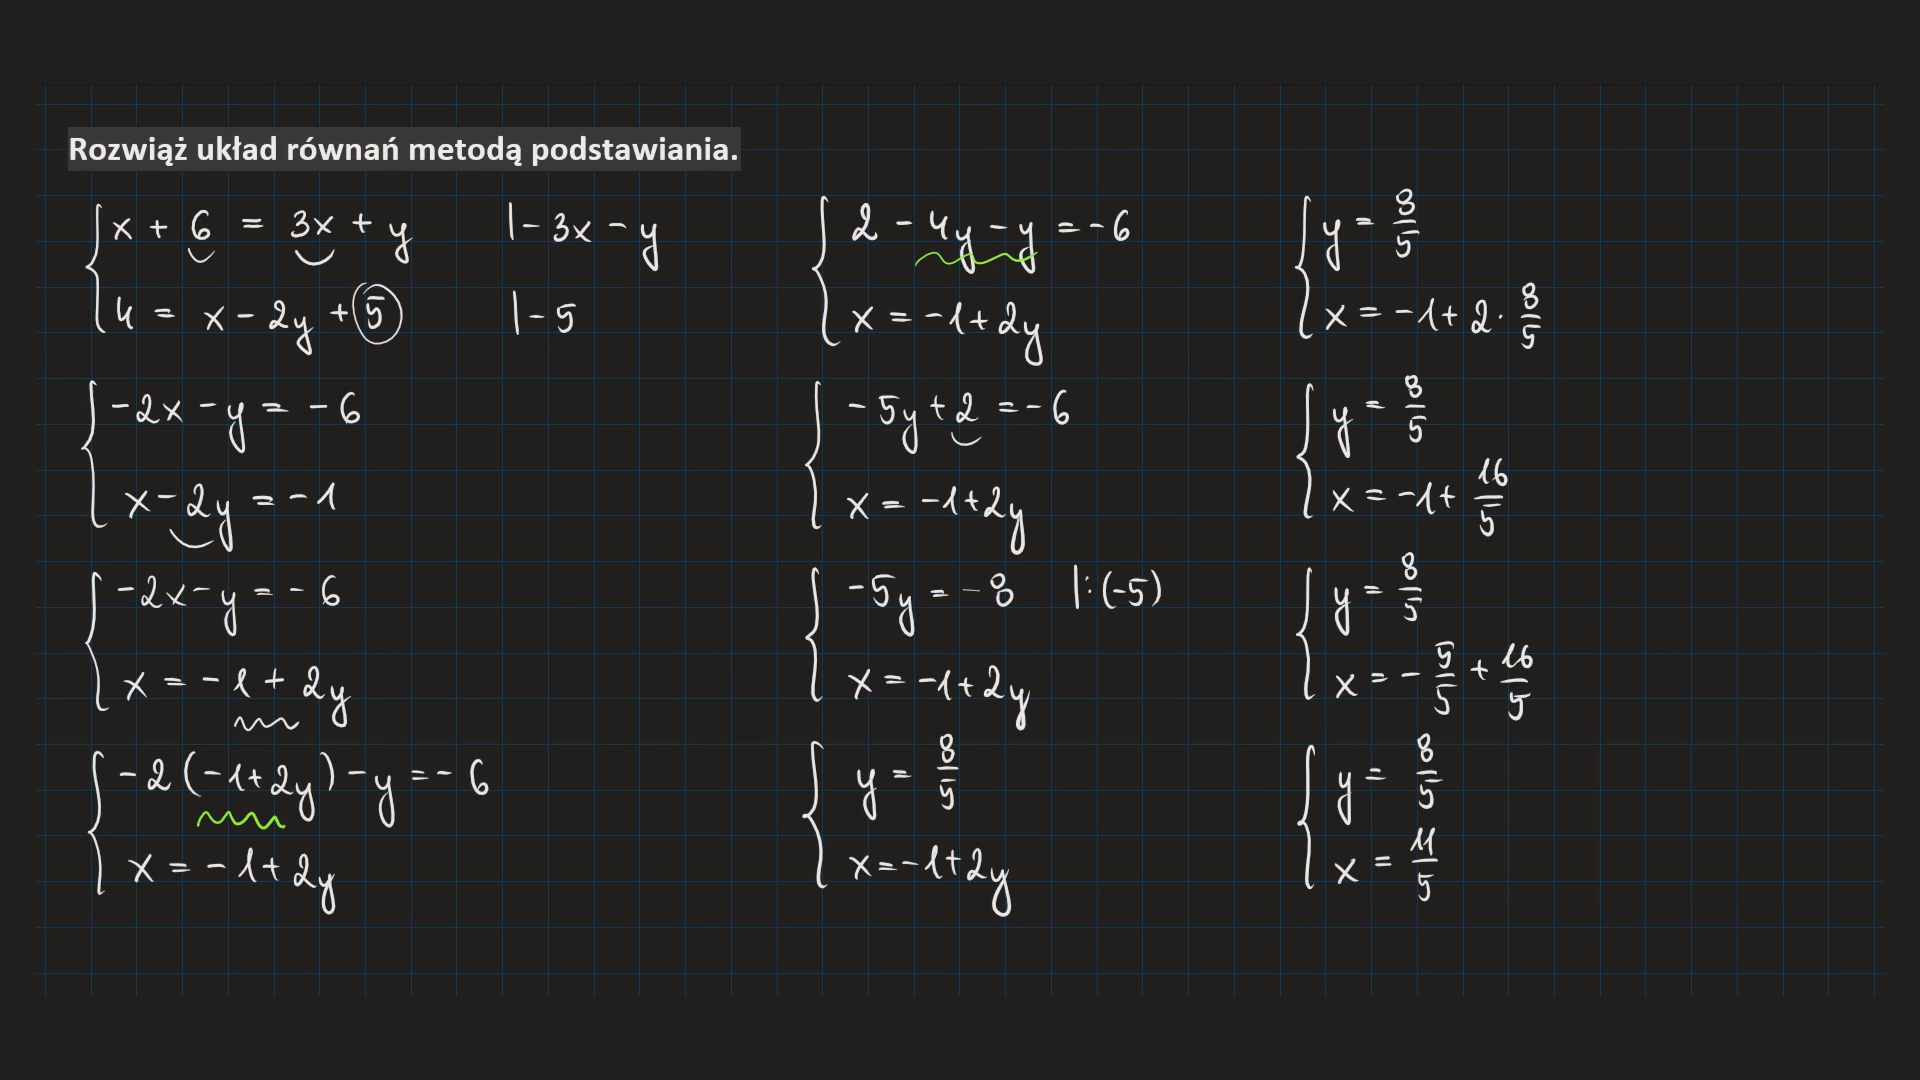 Rozwiąż układ równań metodą podstawiania.
x + 6 = 3x + y |- 3x - y
4 = x - 2y + 5 |- 5
-2x - y = -6
x - 2y = -1
-2x - y = -6
x = -1 + 2y
-2(-1+2y) - y = -6
x = -1 + 2y
2 - 4y - y = -6
x = -1 + 2y
-5y + 2 = -6
x = -1 + 2y
-5y = -8 |:(-5)
x = -1 + 2y
y = 8/5
x = -1 + 2y
y = 8/5
x = -1 + 2 · 8/5
y = 8/5
x = -1 + 16/5
y = 8/5
x = -5/5 + 16/5
y = 8/5
x = 11/5